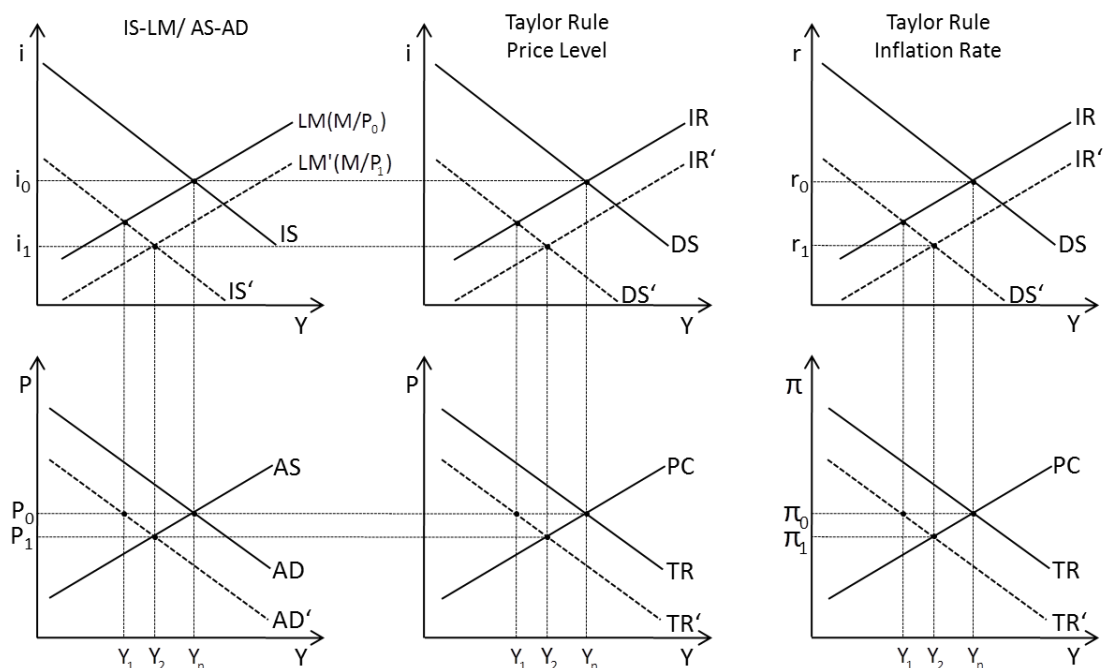 IS-LM/ AS-AD
i
LM(M/P₀)
LM'(M/P₁)
i₀
i₁
IS
IS‘
Y
Taylor Rule
Price Level
i
IR
IR‘
DS
DS‘
Y
Taylor Rule
Inflation Rate
r
IR
IR‘
r₀
r₁
DS
DS‘
Y
P
AS
P₀
P₁
AD
AD‘
Y₁ Y₂ Yₙ Y
P
PC
TR
TR‘
Y₁ Y₂ Yₙ Y
π
PC
π₀
π₁
TR
TR‘
Y₁ Y₂ Yₙ Y